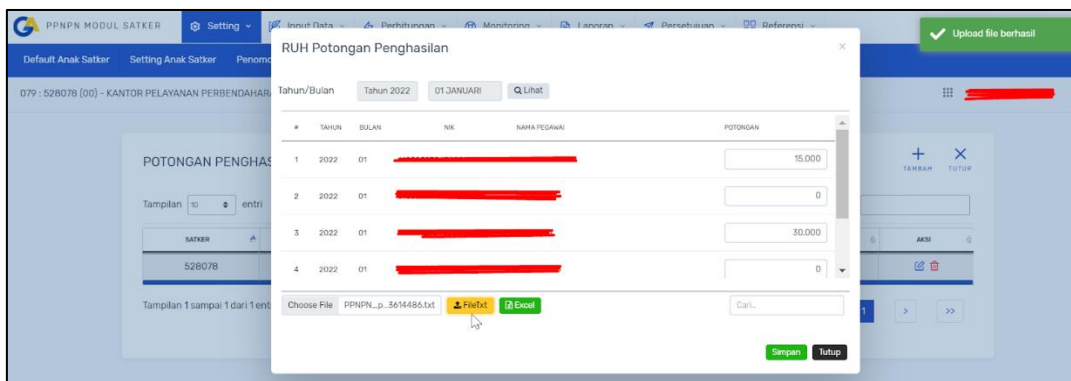 PPNPN MODUL SATKER Setting Input Data Perhitungan Monitoring Laporan Persetujuan Referensi
Upload file berhasil
RUH Potongan Penghasilan
Default Anak Satker Setting Anak Satker Penomo
Tahun/Bulan Tahun 2022 01 JANUARI Lihat
079 : 528078 (00) - KANTOR PELAYANAN PERBENDAHAR
# TAHUN BULAN NIK NAMA PEGAWAI POTONGAN
1 2022 01 15.000
POTONGAN PENGHAS
TAMBAH TUTUP
2 2022 01 0
Tampilan 10 entri
3 2022 01 30.000
SATKER AKSI
528078
4 2022 01 0
Tampilan 1 sampai 1 dari 1 ent
Choose File PPNPN_p..3614486.txt FileTxt Excel Cari..
1 > >>
Simpan Tutup